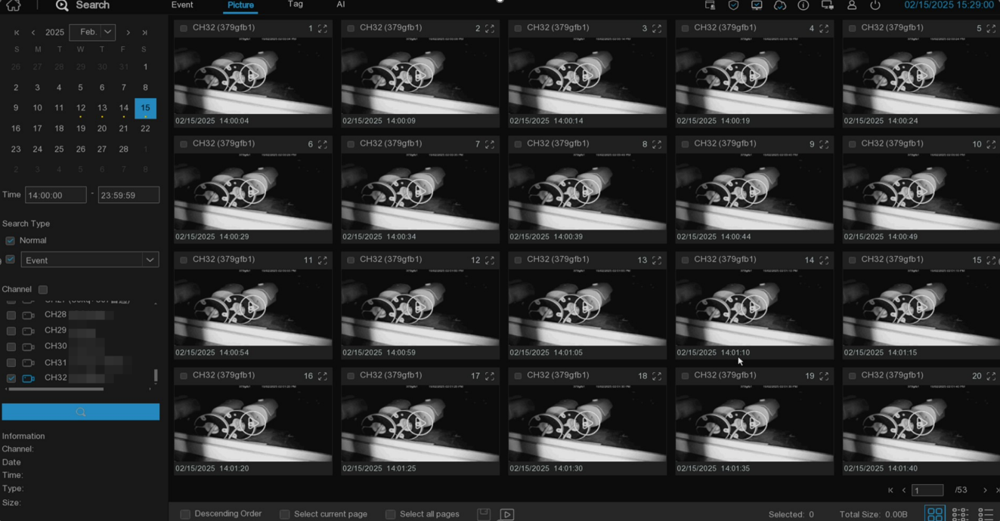 Search Event Picture Tag AI 02/15/2025 15:29:00
2025 Feb.
S M T W T F S
26 27 28 29 30 31 1
2 3 4 5 6 7 8
9 10 11 12 13 14 15
16 17 18 19 20 21 22
23 24 25 26 27 28 1
2 3 4 5 6 7 8
Time 14:00:00 - 23:59:59
Search Type
Normal
Event
Channel
CH28
CH29
CH30
CH31
CH32
Information
Channel:
Date
Time:
Type:
Size:
CH32 (379gfb1) 1 CH32 (379gfb1) 2 CH32 (379gfb1) 3 CH32 (379gfb1) 4 CH32 (379gfb1) 5
02/15/2025 14:00:04 02/15/2025 14:00:09 02/15/2025 14:00:14 02/15/2025 14:00:19 02/15/2025 14:00:24
CH32 (379gfb1) 6 CH32 (379gfb1) 7 CH32 (379gfb1) 8 CH32 (379gfb1) 9 CH32 (379gfb1) 10
02/15/2025 14:00:29 02/15/2025 14:00:34 02/15/2025 14:00:39 02/15/2025 14:00:44 02/15/2025 14:00:49
CH32 (379gfb1) 11 CH32 (379gfb1) 12 CH32 (379gfb1) 13 CH32 (379gfb1) 14 CH32 (379gfb1) 15
02/15/2025 14:00:54 02/15/2025 14:00:59 02/15/2025 14:01:05 02/15/2025 14:01:10 02/15/2025 14:01:15
CH32 (379gfb1) 16 CH32 (379gfb1) 17 CH32 (379gfb1) 18 CH32 (379gfb1) 19 CH32 (379gfb1) 20
02/15/2025 14:01:20 02/15/2025 14:01:25 02/15/2025 14:01:30 02/15/2025 14:01:35 02/15/2025 14:01:40
1 /53
Descending Order Select current page Select all pages Selected: 0 Total Size: 0.00B